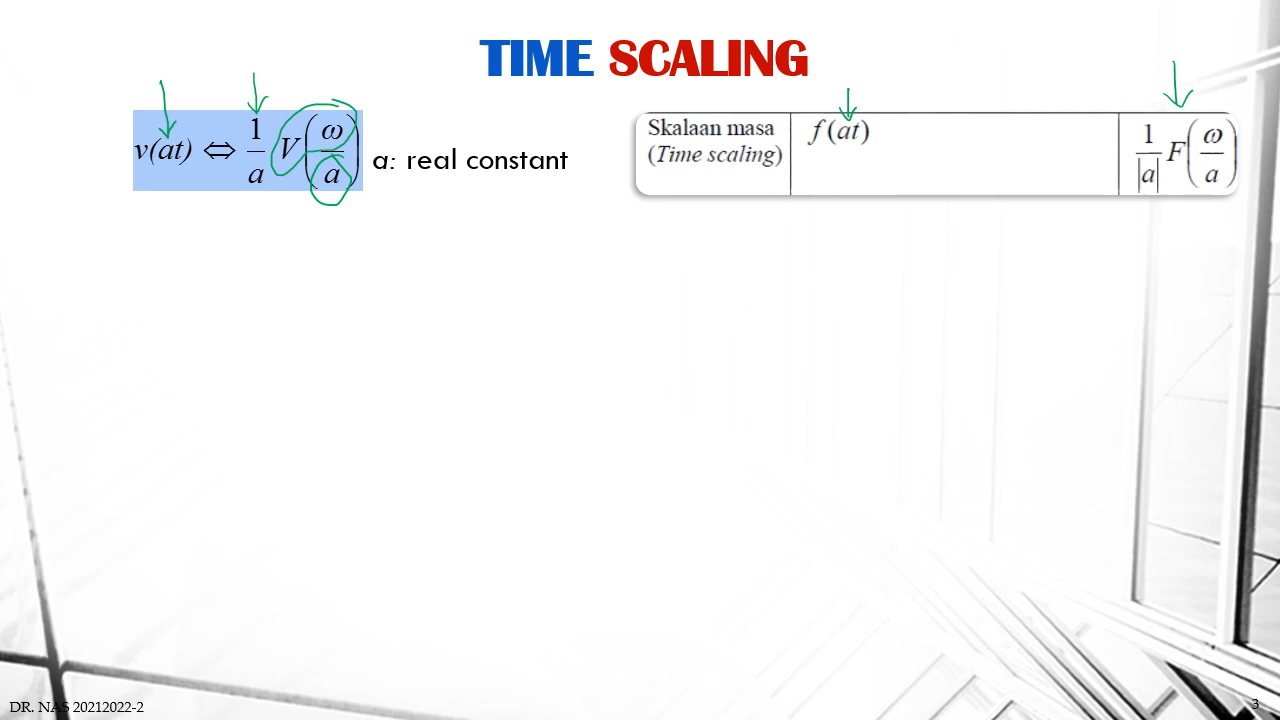 TIME SCALING
v(at) ⇔ 1/a V(ω/a) a: real constant
Skalaan masa f(at) 1/|a| F(ω/a)
(Time scaling)
DR. NAS 20212022-2
3